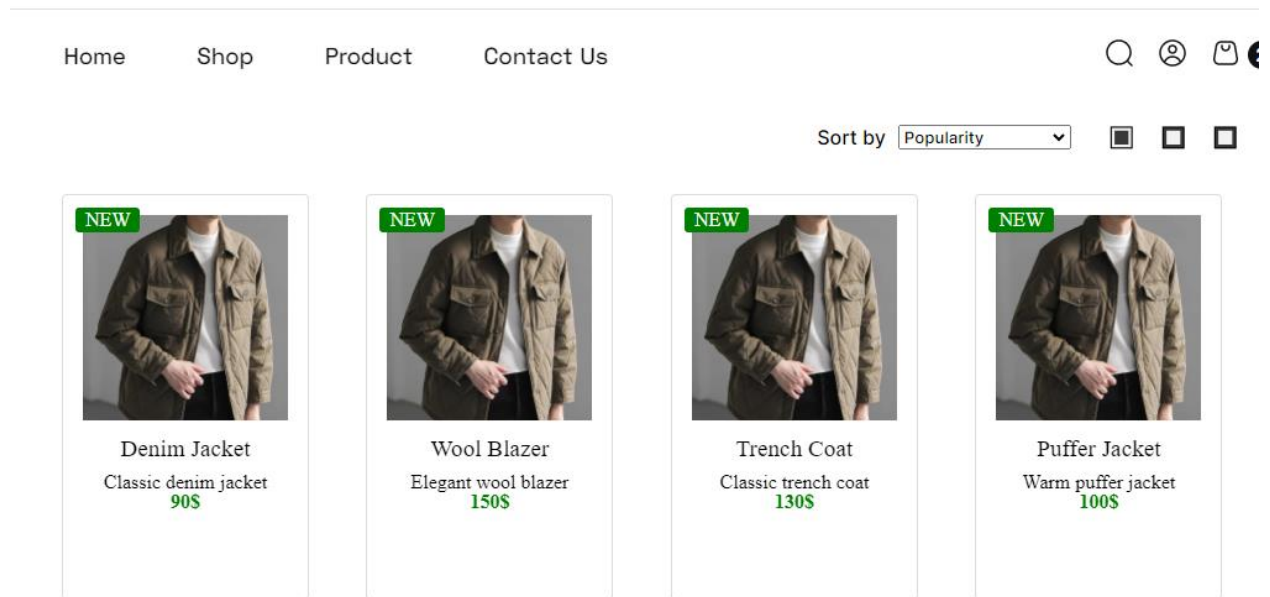 Home Shop Product Contact Us
Sort by Popularity
NEW NEW NEW NEW
Denim Jacket Wool Blazer Trench Coat Puffer Jacket
Classic denim jacket Elegant wool blazer Classic trench coat Warm puffer jacket
90$ 150$ 130$ 100$